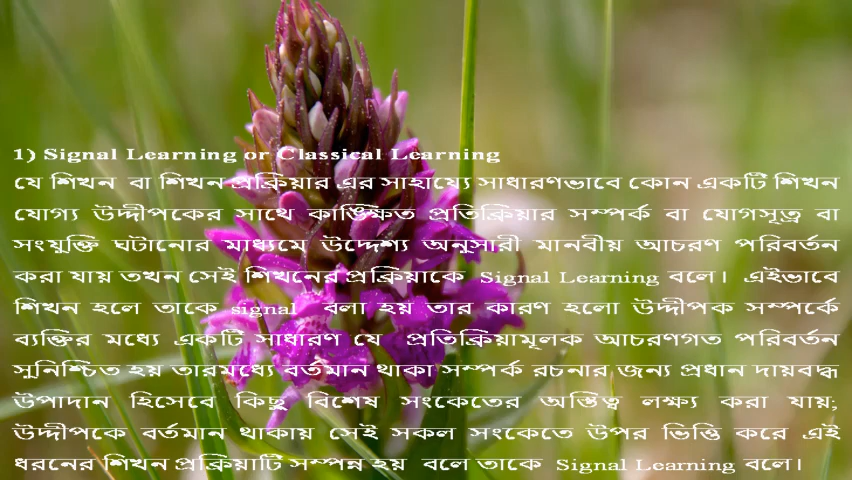 1) Signal Learning or Classical Learning
যে শিখন বা শিখন প্রক্রিয়ার এর সাহায্যে সাধারণভাবে কোন একটি শিখন
যোগ্য উদ্দীপকের সাথে কাঙ্ক্ষিত প্রতিক্রিয়ার সম্পর্ক বা যোগসূত্র বা
সংযুক্তি ঘটানোর মাধ্যমে উদ্দেশ্য অনুসারী মানবীয় আচরণ পরিবর্তন
করা যায় তখন সেই শিখনের প্রক্রিয়াকে Signal Learning বলে। এইভাবে
শিখন হলে তাকে signal বলা হয় তার কারণ হলো উদ্দীপক সম্পর্কে
ব্যক্তির মধ্যে একটি সাধারণ যে প্রতিক্রিয়ামূলক আচরণগত পরিবর্তন
সুনিশ্চিত হয় তারমধ্যে বর্তমান থাকা সম্পর্ক রচনার জন্য প্রধান দায়বদ্ধ
উপাদান হিসেবে কিছু বিশেষ সংকেতের অস্তিত্ব লক্ষ্য করা যায়;
উদ্দীপকে বর্তমান থাকায় সেই সকল সংকেতে উপর ভিত্তি করে এই
ধরনের শিখন প্রক্রিয়াটি সম্পন্ন হয় বলে তাকে Signal Learning বলে।